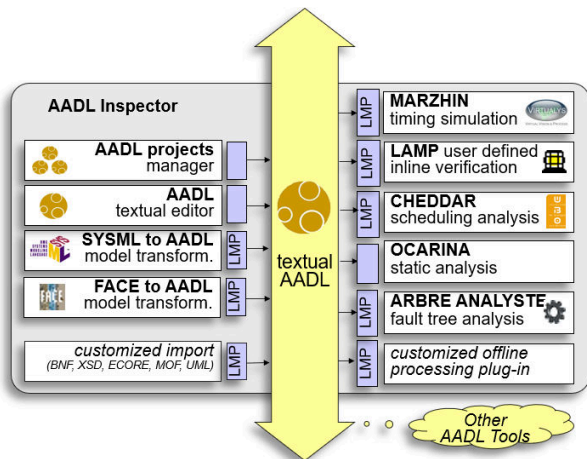 AADL Inspector
AADL projects
manager
AADL
textual editor
SYSML to AADL
model transform.
LMP
FACE to AADL
model transform.
FACE
LMP
customized import
(BNF, XSD, ECORE, MOF, UML)
LMP
textual
AADL
LMP
MARZHIN
timing simulation
VIRTUALYS
LMP
LAMP user defined
inline verification
LMP
CHEDDAR
scheduling analysis
OCARINA
static analysis
LMP
ARBRE ANALYSTE
fault tree analysis
LMP
customized offline
processing plug-in
Other
AADL Tools